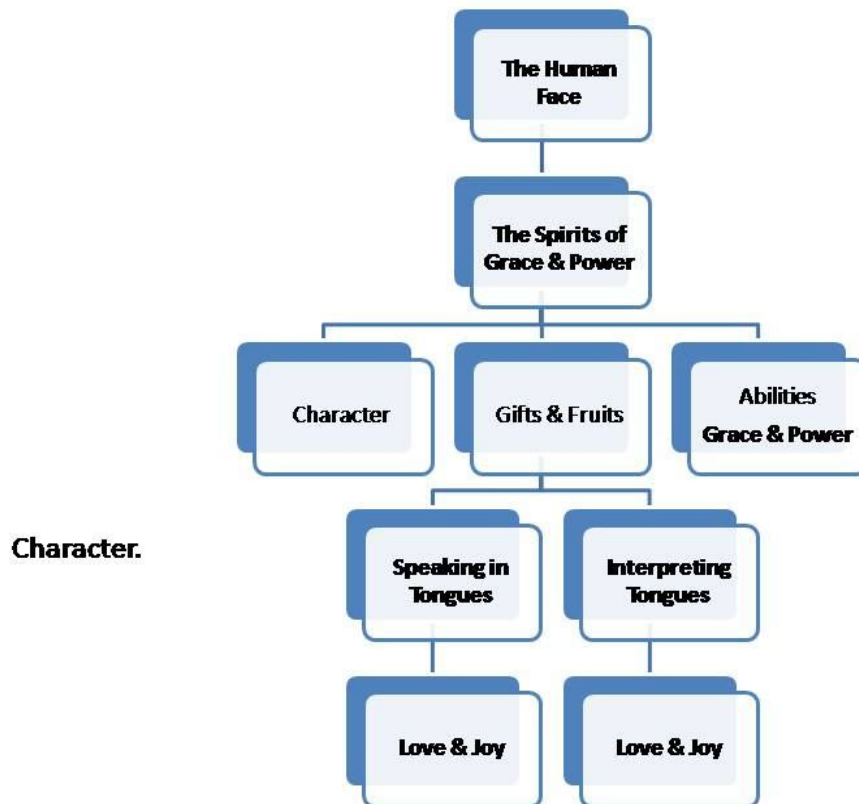 The Human
Face
The Spirits of
Grace & Power
Character
Gifts & Fruits
Abilities
Grace & Power
Character.
Speaking in
Tongues
Interpreting
Tongues
Love & Joy
Love & Joy